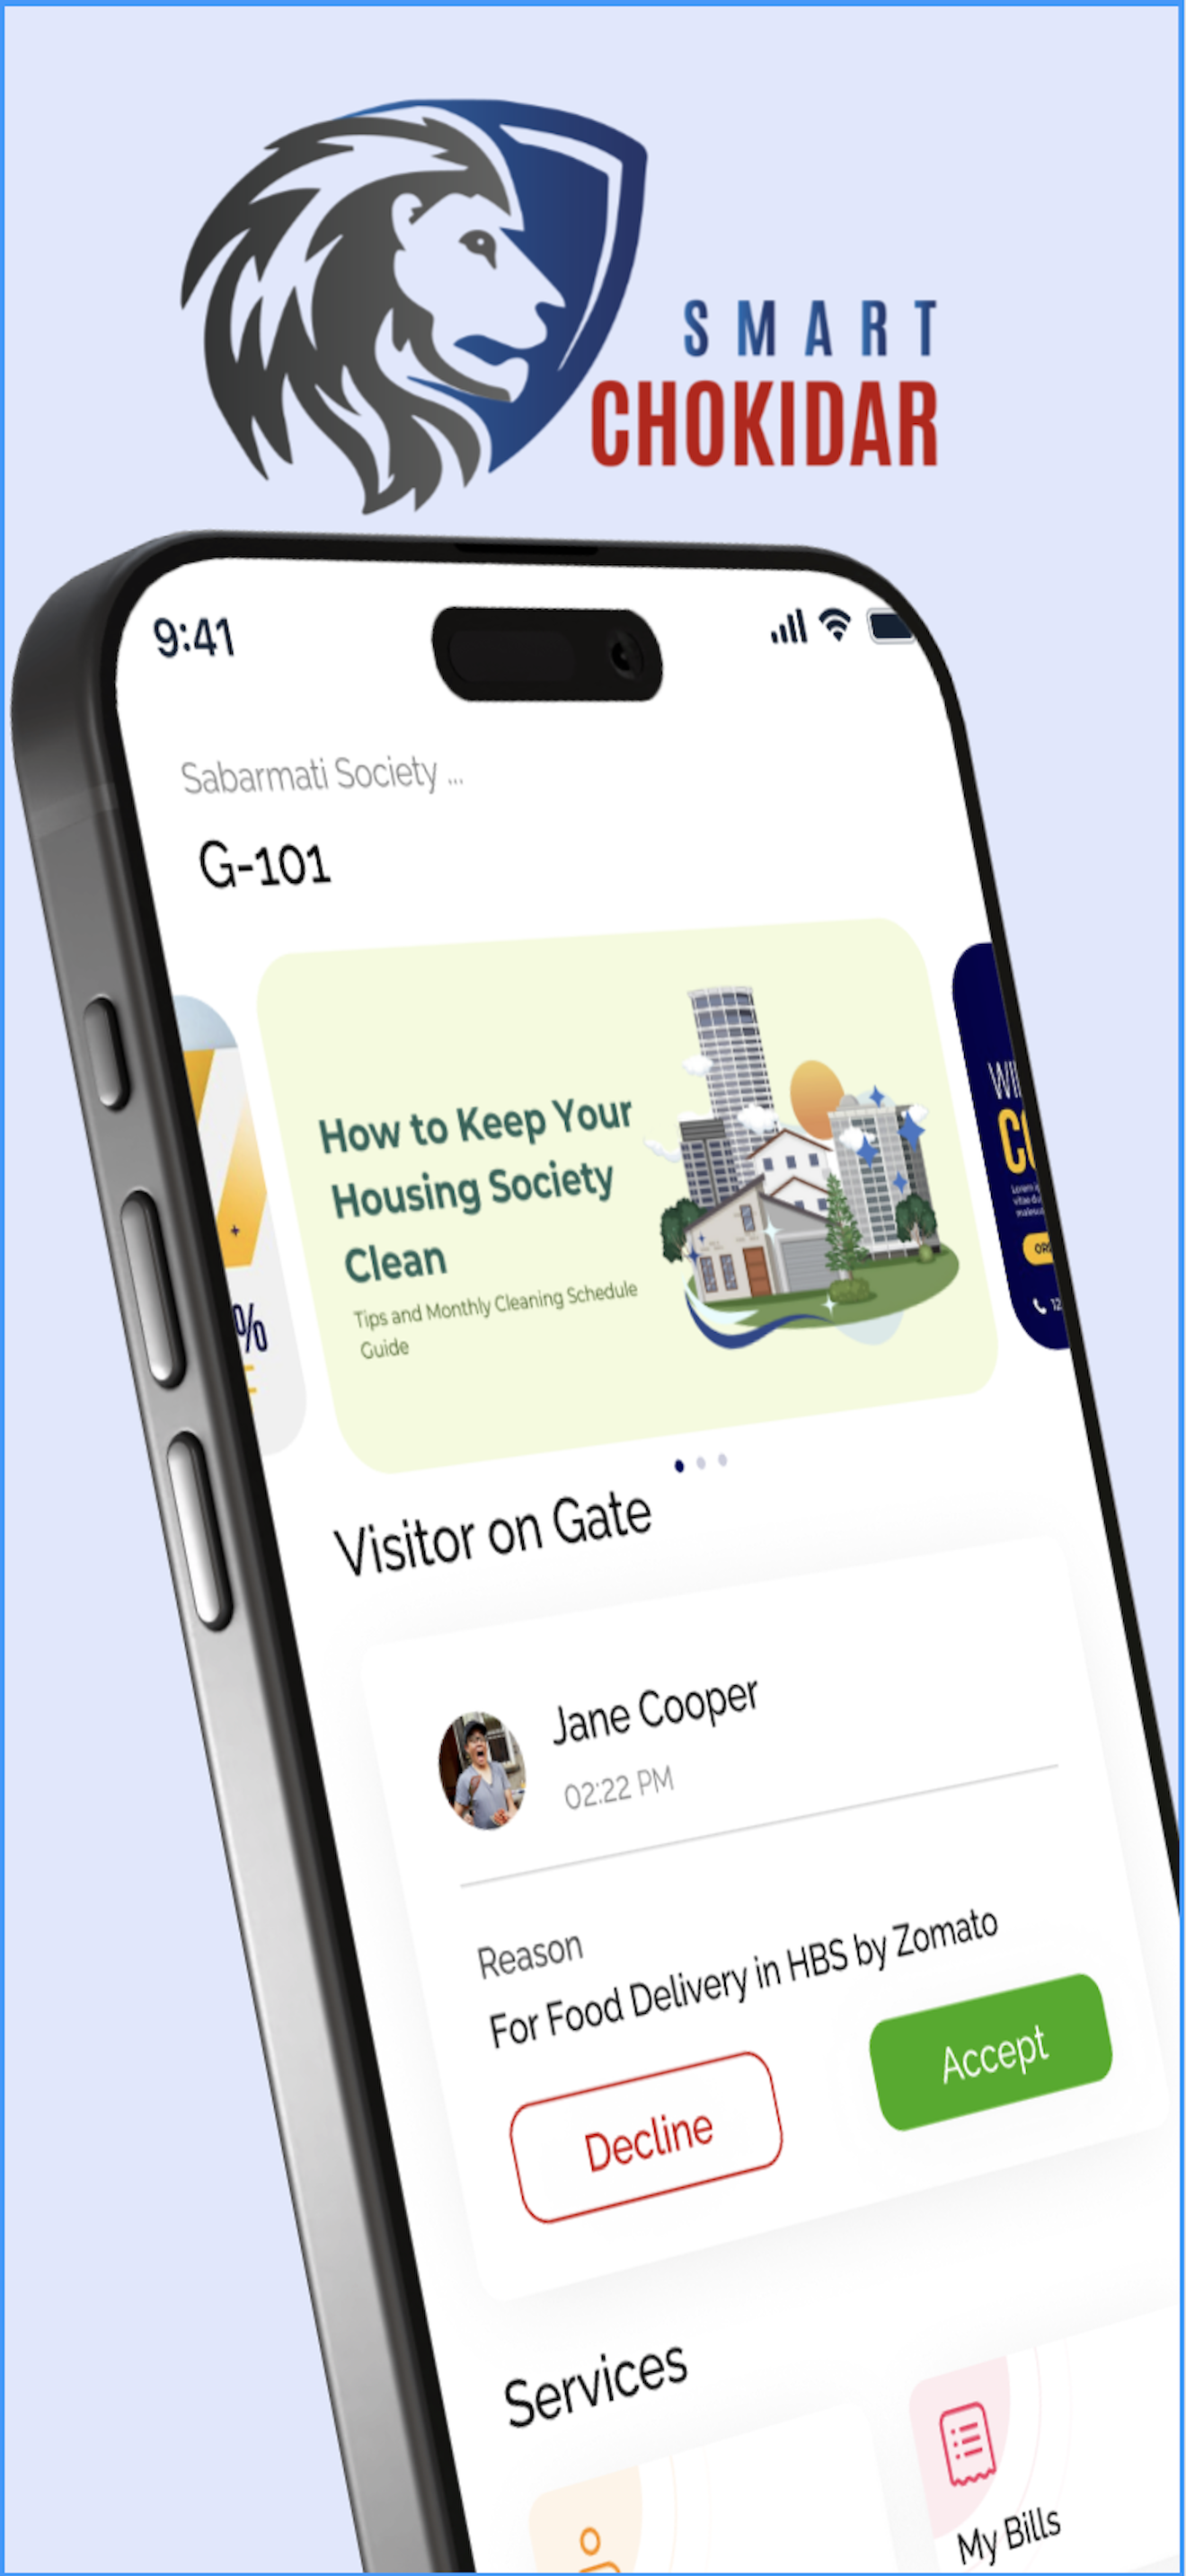 SMART
CHOKIDAR
9:41
Sabarmati Society ...
G-101
How to Keep Your
Housing Society
Clean
Tips and Monthly Cleaning Schedule
Guide
%
Visitor on Gate
Jane Cooper
02:22 PM
Reason
For Food Delivery in HBS by Zomato
Decline
Accept
Services
My Bills